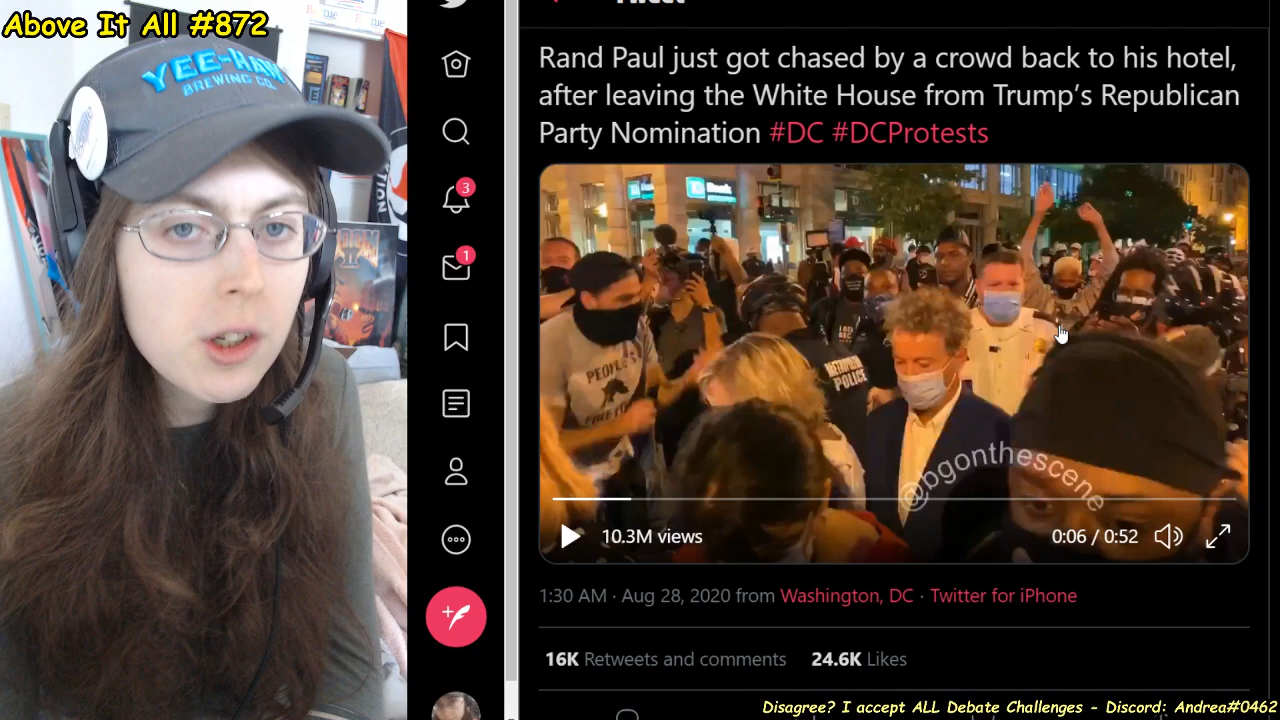 Above It All #872
YEE-HAW
BREWING CO.
3
1
Tweet
Rand Paul just got chased by a crowd back to his hotel,
after leaving the White House from Trump’s Republican
Party Nomination #DC #DCProtests
METROPOLITAN
POLICE
@bgonthescene
10.3M views
0:06 / 0:52
1:30 AM · Aug 28, 2020 from Washington, DC · Twitter for iPhone
16K Retweets and comments 24.6K Likes
Disagree? I accept ALL Debate Challenges - Discord: Andrea#0462